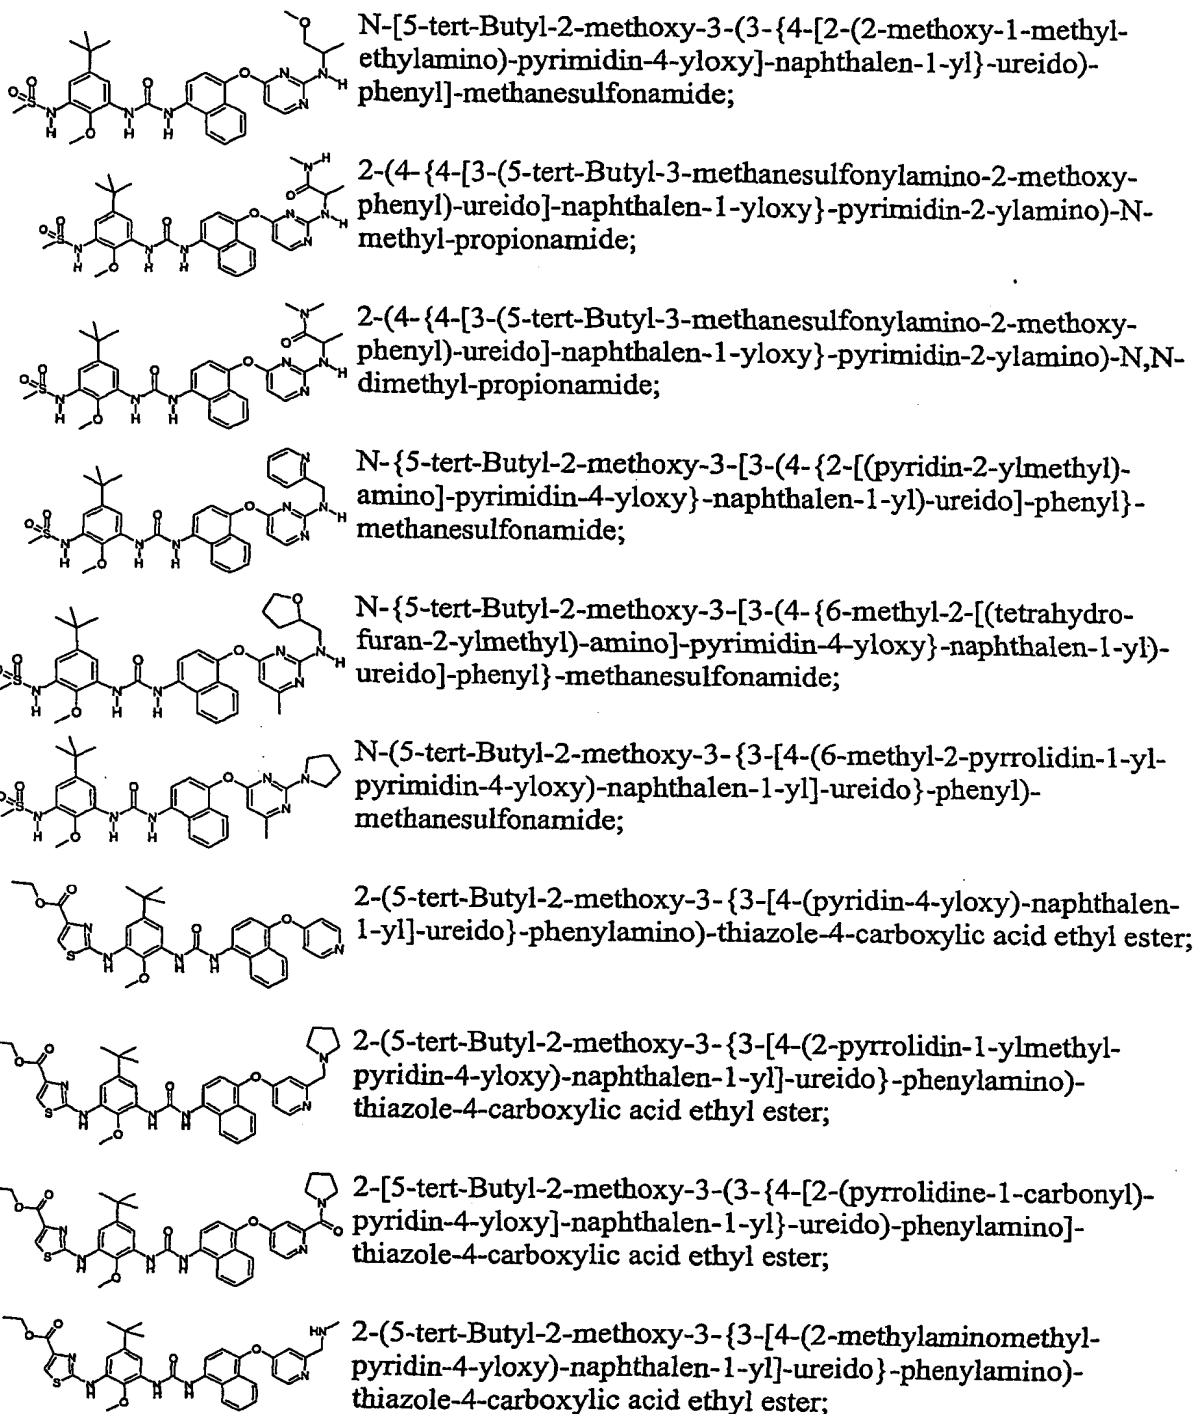 N-[5-tert-Butyl-2-methoxy-3-(3-{4-[2-(2-methoxy-1-methyl-
ethylamino)-pyrimidin-4-yloxy]-naphthalen-1-yl}-ureido)-
phenyl]-methanesulfonamide;
2-(4-{4-[3-(5-tert-Butyl-3-methanesulfonylamino-2-methoxy-
phenyl)-ureido]-naphthalen-1-yloxy}-pyrimidin-2-ylamino)-N-
methyl-propionamide;
2-(4-{4-[3-(5-tert-Butyl-3-methanesulfonylamino-2-methoxy-
phenyl)-ureido]-naphthalen-1-yloxy}-pyrimidin-2-ylamino)-N,N-
dimethyl-propionamide;
N-{5-tert-Butyl-2-methoxy-3-[3-(4-{2-[(pyridin-2-ylmethyl)-
amino]-pyrimidin-4-yloxy}-naphthalen-1-yl)-ureido]-phenyl}-
methanesulfonamide;
N-{5-tert-Butyl-2-methoxy-3-[3-(4-{6-methyl-2-[(tetrahydro-
furan-2-ylmethyl)-amino]-pyrimidin-4-yloxy}-naphthalen-1-yl)-
ureido]-phenyl}-methanesulfonamide;
N-(5-tert-Butyl-2-methoxy-3-{3-[4-(6-methyl-2-pyrrolidin-1-yl-
pyrimidin-4-yloxy)-naphthalen-1-yl]-ureido}-phenyl)-
methanesulfonamide;
2-(5-tert-Butyl-2-methoxy-3-{3-[4-(pyridin-4-yloxy)-naphthalen-
1-yl]-ureido}-phenylamino)-thiazole-4-carboxylic acid ethyl ester;
2-(5-tert-Butyl-2-methoxy-3-{3-[4-(2-pyrrolidin-1-ylmethyl-
pyridin-4-yloxy)-naphthalen-1-yl]-ureido}-phenylamino)-
thiazole-4-carboxylic acid ethyl ester;
2-[5-tert-Butyl-2-methoxy-3-(3-{4-[2-(pyrrolidine-1-carbonyl)-
pyridin-4-yloxy]-naphthalen-1-yl}-ureido)-phenylamino]-
thiazole-4-carboxylic acid ethyl ester;
2-(5-tert-Butyl-2-methoxy-3-{3-[4-(2-methylaminomethyl-
pyridin-4-yloxy)-naphthalen-1-yl]-ureido}-phenylamino)-
thiazole-4-carboxylic acid ethyl ester;